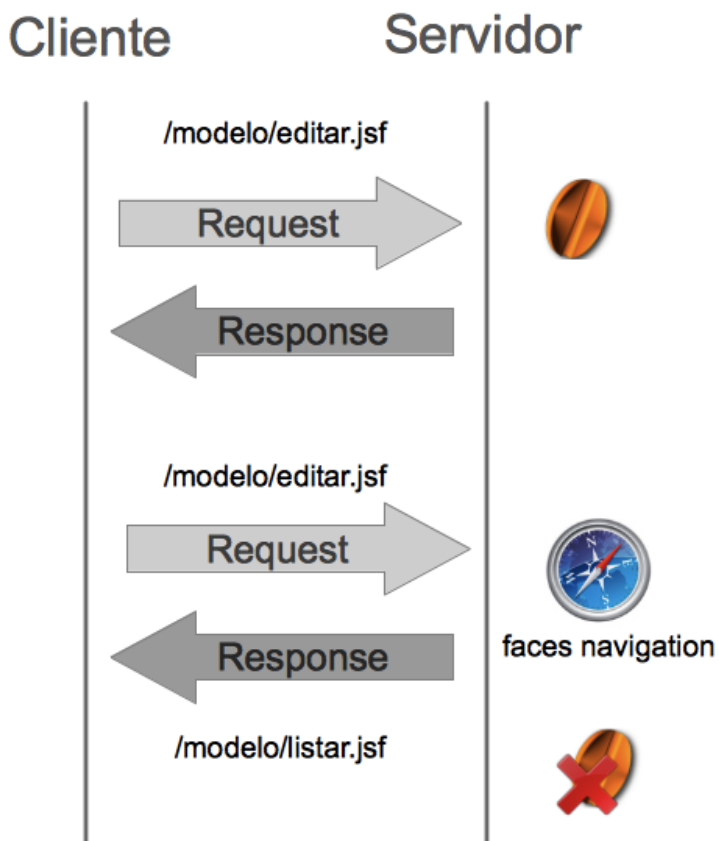 Cliente
Servidor
/modelo/editar.jsf
Request
Response
/modelo/editar.jsf
Request
N
E
S
W
faces navigation
Response
/modelo/listar.jsf